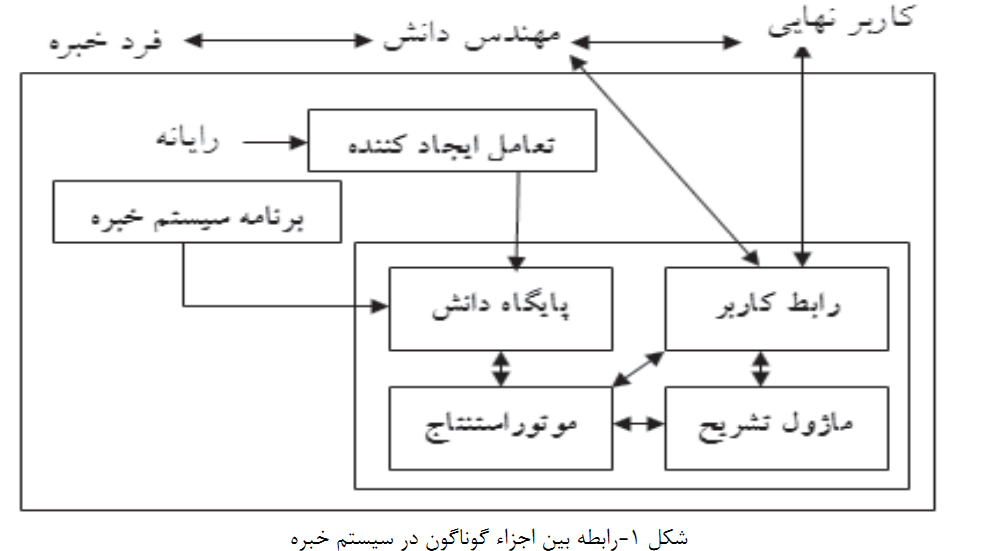 کاربر نهایی
مهندس دانش
فرد خبره
تعامل ایجاد کننده
رایانه
برنامه سیستم خبره
رابط کاربر
پایگاه دانش
ماژول تشریح
موتوراستنتاج
شکل ۱-رابطه بین اجزاء گوناگون در سیستم خبره